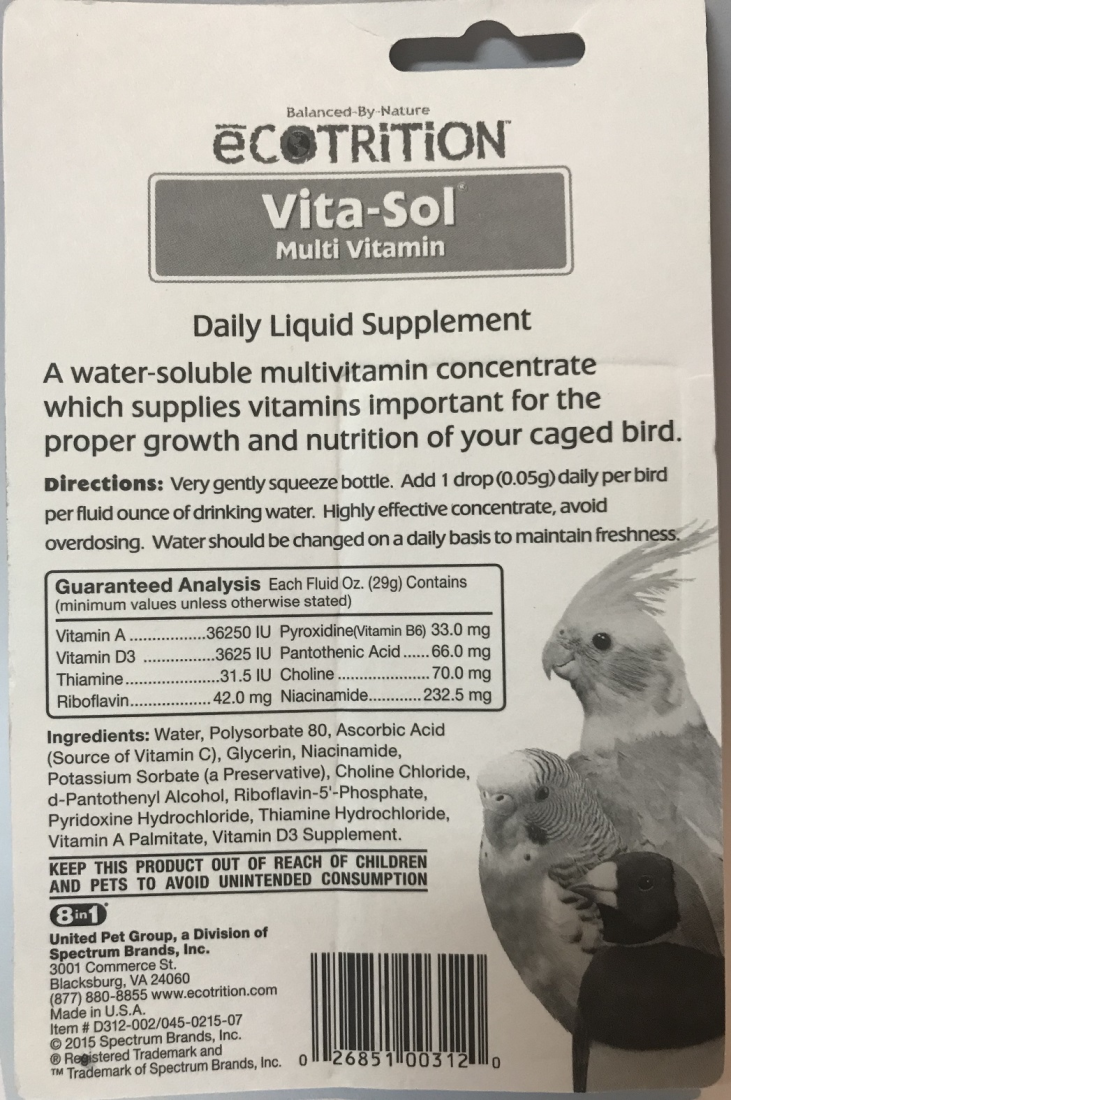 Balanced-By-Nature
ēCOTRiTiON™
Vita-Sol®
Multi Vitamin
Daily Liquid Supplement
A water-soluble multivitamin concentrate
which supplies vitamins important for the
proper growth and nutrition of your caged bird.
Directions: Very gently squeeze bottle. Add 1 drop (0.05g) daily per bird
per fluid ounce of drinking water. Highly effective concentrate, avoid
overdosing. Water should be changed on a daily basis to maintain freshness.
Guaranteed Analysis Each Fluid Oz. (29g) Contains
(minimum values unless otherwise stated)
Vitamin A .................36250 IU Pyroxidine(Vitamin B6) 33.0 mg
Vitamin D3 ................3625 IU Pantothenic Acid ......66.0 mg
Thiamine.....................31.5 IU Choline .....................70.0 mg
Riboflavin..................42.0 mg Niacinamide............232.5 mg
Ingredients: Water, Polysorbate 80, Ascorbic Acid
(Source of Vitamin C), Glycerin, Niacinamide,
Potassium Sorbate (a Preservative), Choline Chloride,
d-Pantothenyl Alcohol, Riboflavin-5'-Phosphate,
Pyridoxine Hydrochloride, Thiamine Hydrochloride,
Vitamin A Palmitate, Vitamin D3 Supplement.
KEEP THIS PRODUCT OUT OF REACH OF CHILDREN
AND PETS TO AVOID UNINTENDED CONSUMPTION
8in1®
United Pet Group, a Division of
Spectrum Brands, Inc.
3001 Commerce St.
Blacksburg, VA 24060
(877) 880-8855 www.ecotrition.com
Made in U.S.A.
Item # D312-002/045-0215-07
© 2015 Spectrum Brands, Inc.
® Registered Trademark and
™ Trademark of Spectrum Brands, Inc.
0 26851 00312 0